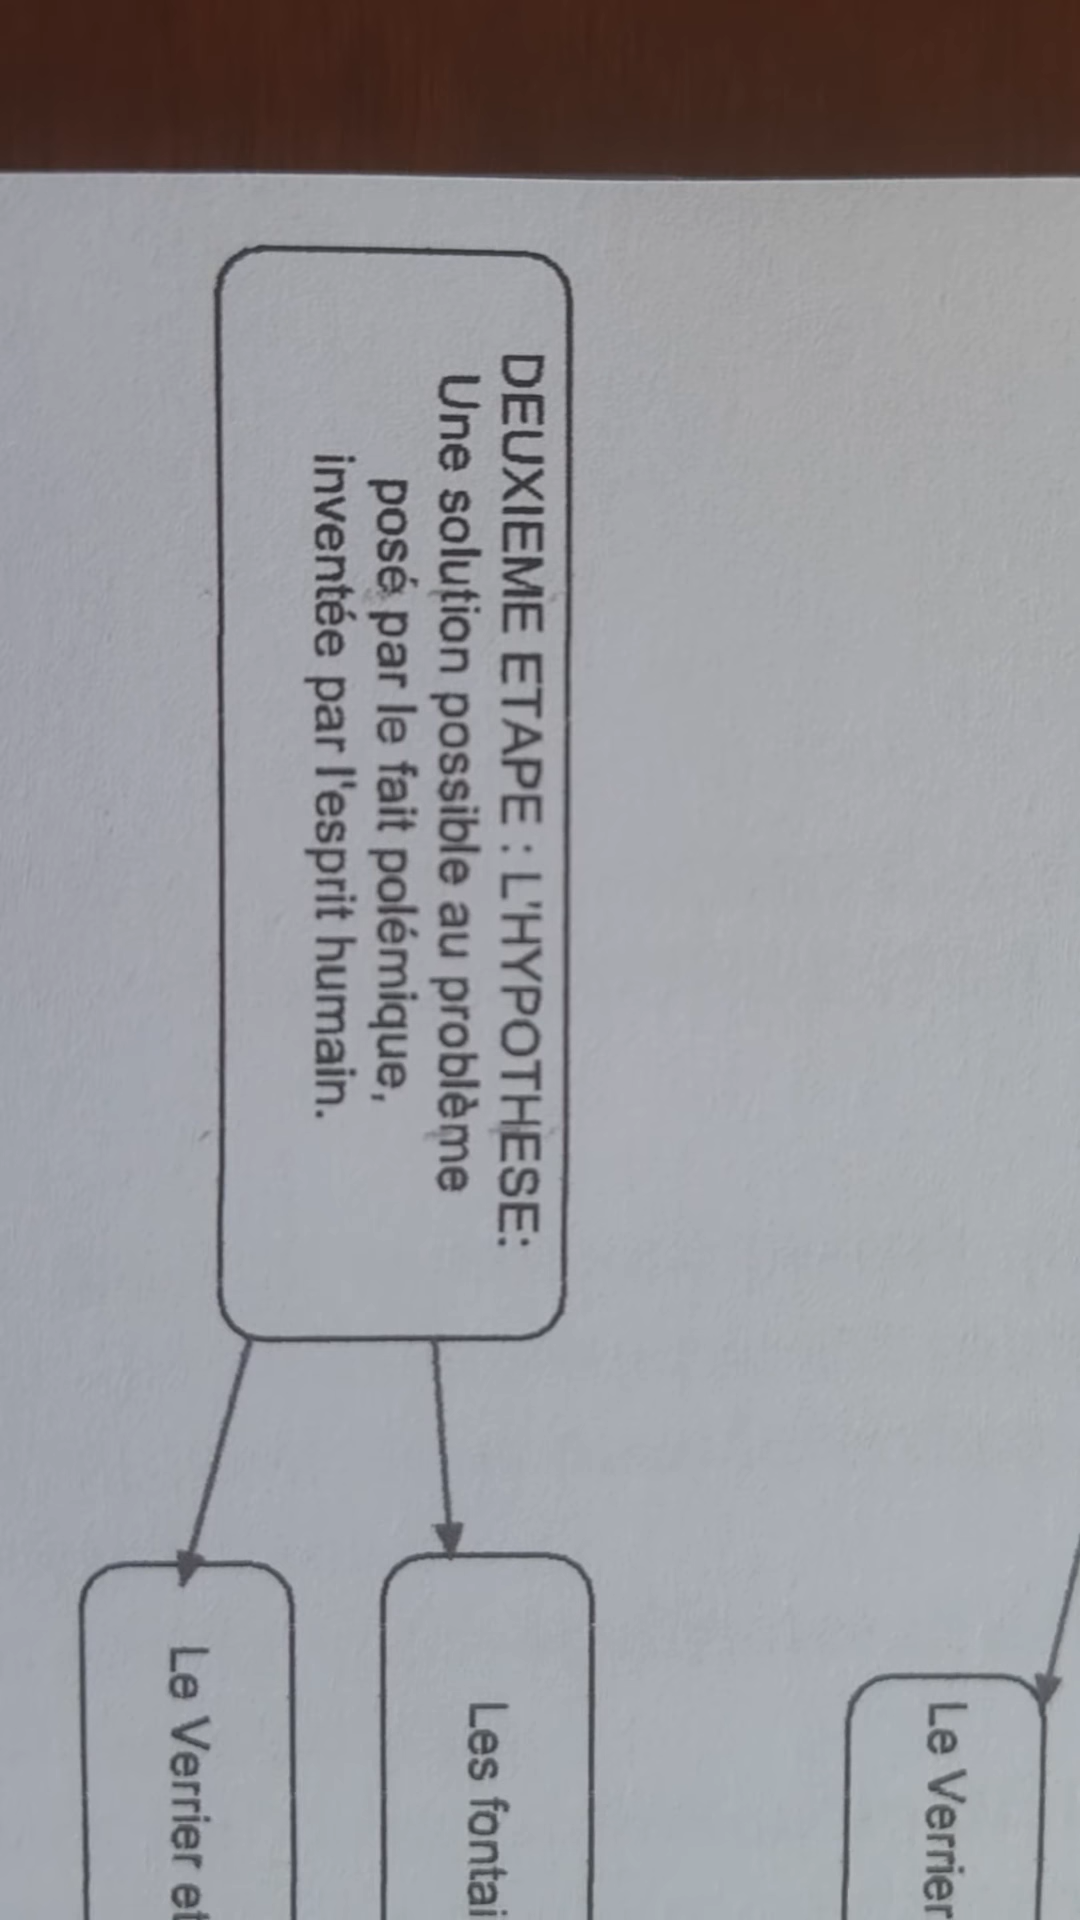 Le Verrier
DEUXIEME ETAPE : L'HYPOTHESE:
Une solution possible au problème
posé par le fait polémique,
inventée par l'esprit humain.
Les fontai
Le Verrier et